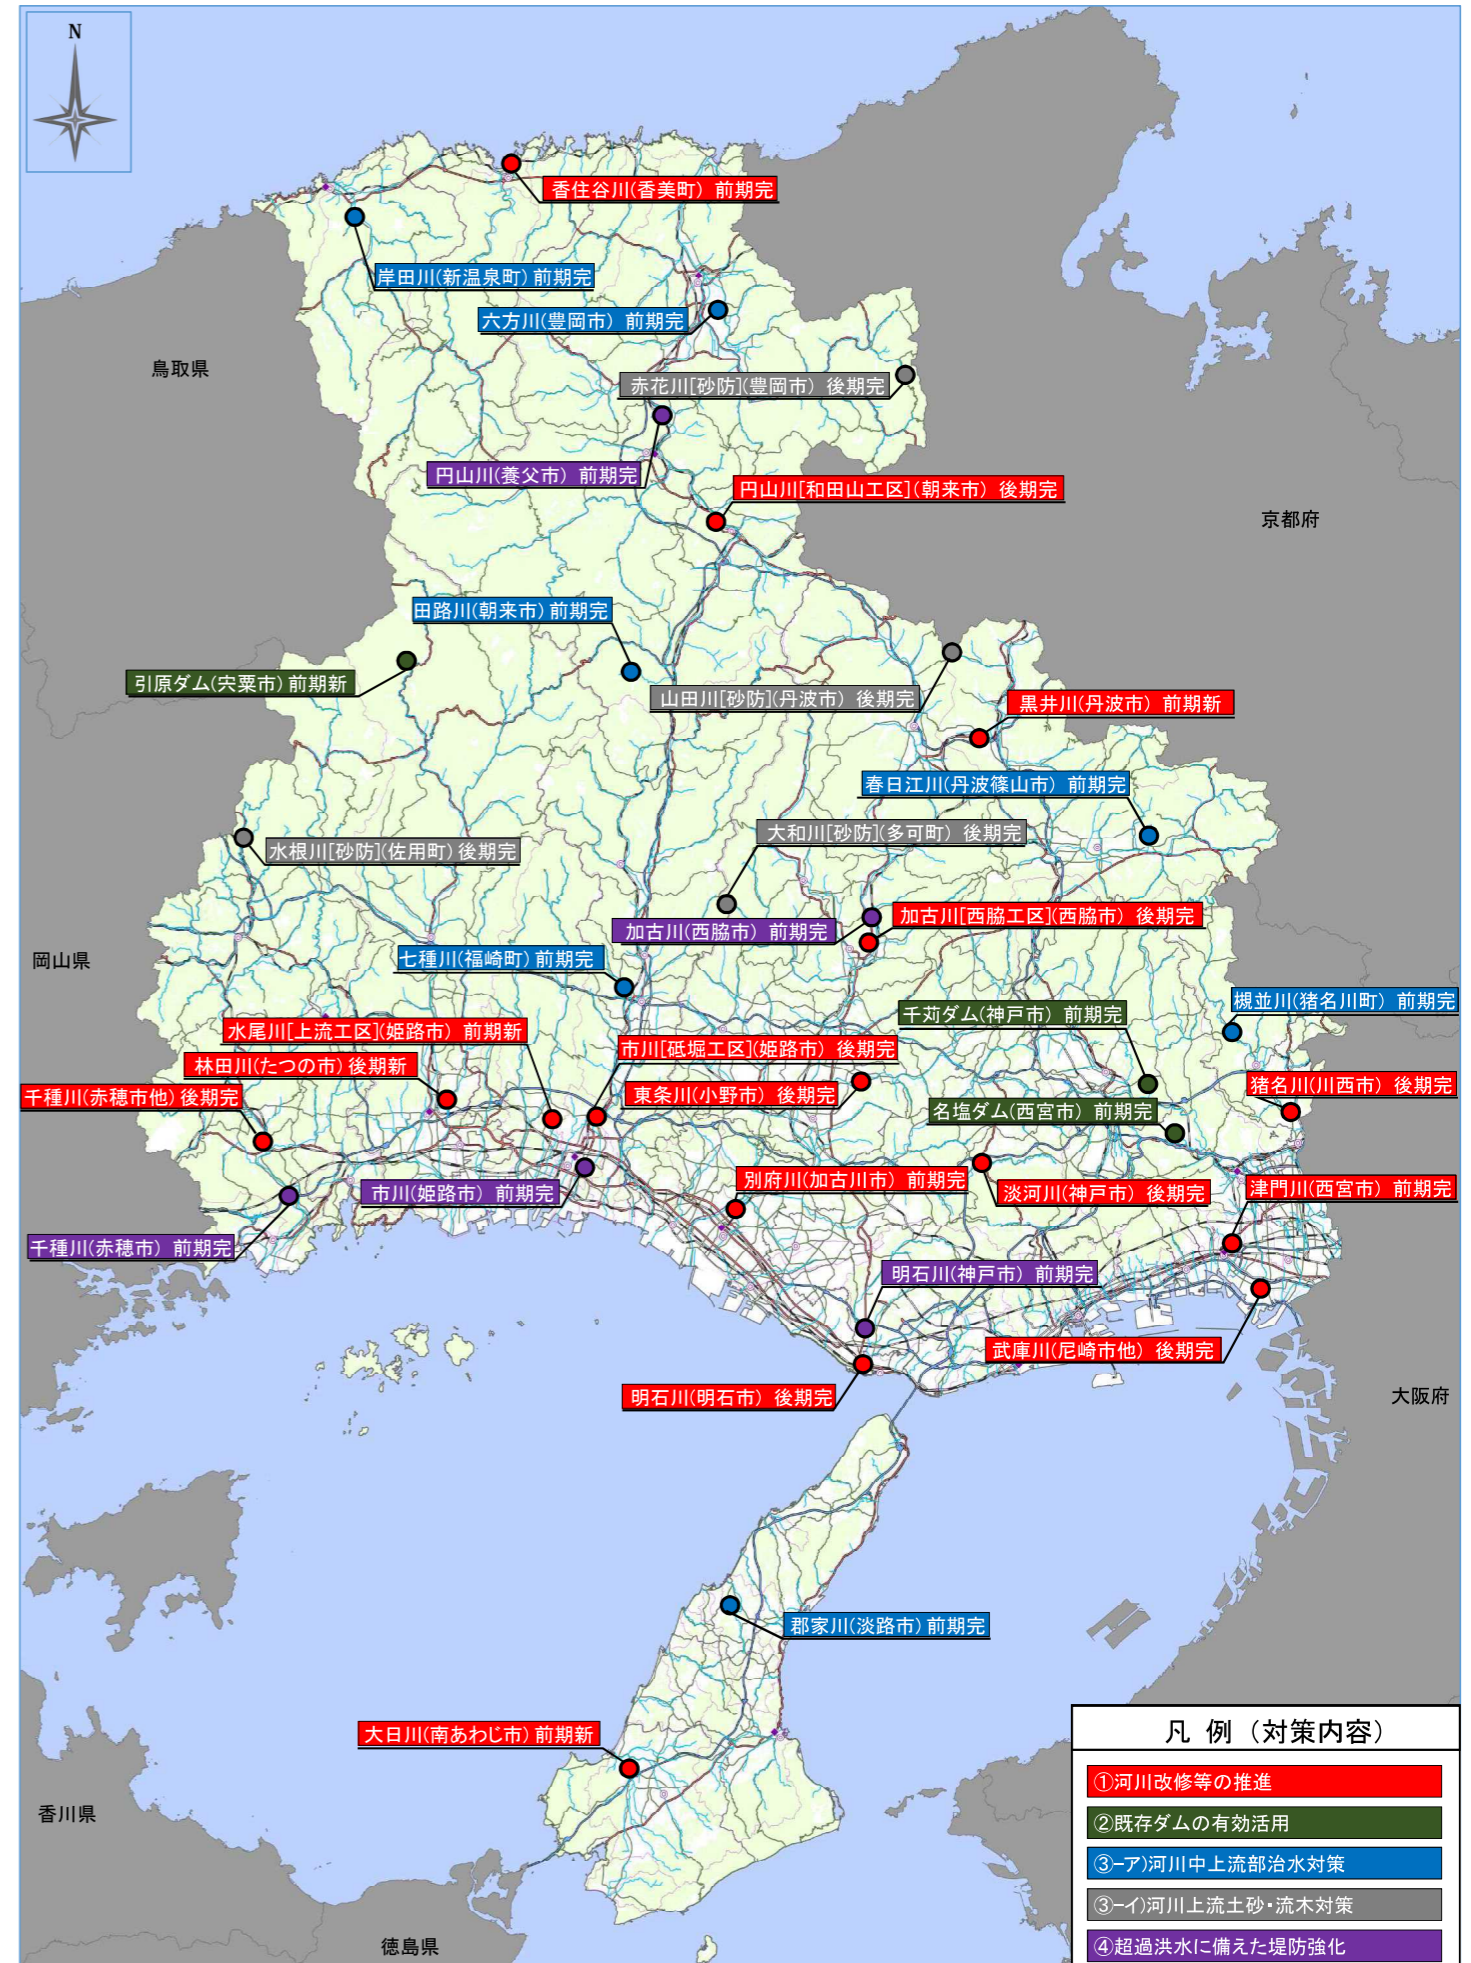 N
香住谷川(香美町) 前期完
岸田川(新温泉町) 前期完
六方川(豊岡市) 前期完
鳥取県
赤花川[砂防](豊岡市) 後期完
円山川(養父市) 前期完
円山川[和田山工区](朝来市) 後期完
京都府
田路川(朝来市) 前期完
引原ダム(宍粟市) 前期新
山田川[砂防](丹波市) 後期完
黒井川(丹波市) 前期新
春日江川(丹波篠山市) 前期完
大和川[砂防](多可町) 後期完
水根川[砂防](佐用町) 後期完
加古川[西脇工区](西脇市) 後期完
加古川(西脇市) 前期完
岡山県
七種川(福崎町) 前期完
槻並川(猪名川町) 前期完
千苅ダム(神戸市) 前期完
水尾川[上流工区](姫路市) 前期新
市川[砥堀工区](姫路市) 後期完
林田川(たつの市) 後期新
猪名川(川西市) 後期完
千種川(赤穂市他) 後期完
東条川(小野市) 後期完
名塩ダム(西宮市) 前期完
別府川(加古川市) 前期完
市川(姫路市) 前期完
淡河川(神戸市) 後期完
津門川(西宮市) 前期完
千種川(赤穂市) 前期完
明石川(神戸市) 前期完
武庫川(尼崎市他) 後期完
明石川(明石市) 後期完
大阪府
郡家川(淡路市) 前期完
大日川(南あわじ市) 前期新
香川県
徳島県
凡 例 (対策内容)
①河川改修等の推進
②既存ダムの有効活用
③-ア)河川中上流部治水対策
③-イ)河川上流土砂・流木対策
④超過洪水に備えた堤防強化